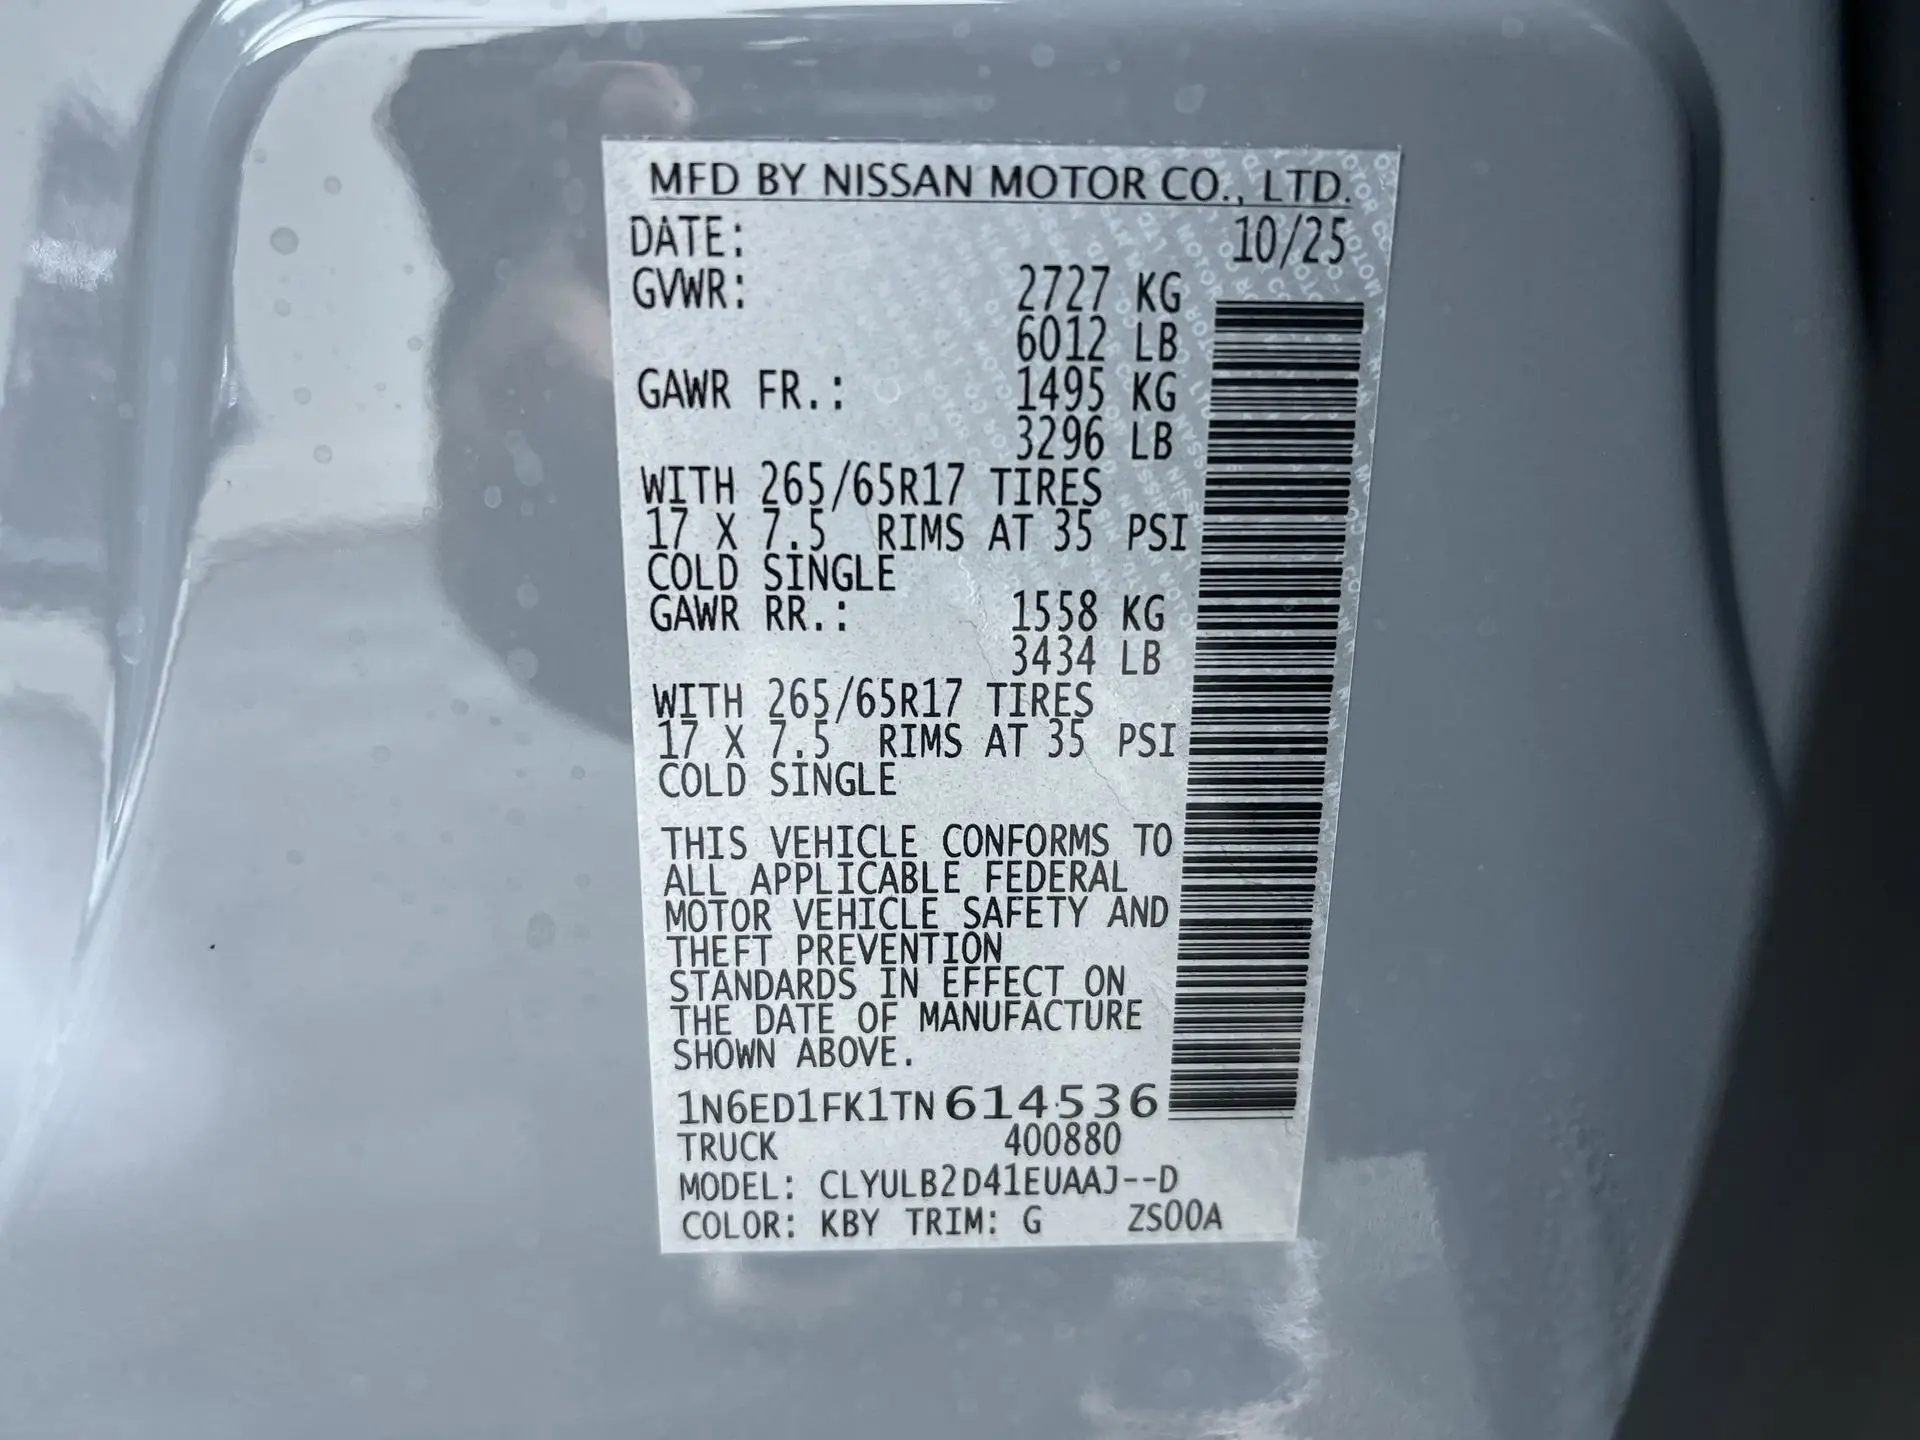 MFD BY NISSAN MOTOR CO., LTD.
DATE: 10/25
GVWR: 2727 KG
6012 LB
GAWR FR.: 1495 KG
3296 LB
WITH 265/65R17 TIRES
17 X 7.5 RIMS AT 35 PSI
COLD SINGLE
GAWR RR.: 1558 KG
3434 LB
WITH 265/65R17 TIRES
17 X 7.5 RIMS AT 35 PSI
COLD SINGLE
THIS VEHICLE CONFORMS TO
ALL APPLICABLE FEDERAL
MOTOR VEHICLE SAFETY AND
THEFT PREVENTION
STANDARDS IN EFFECT ON
THE DATE OF MANUFACTURE
SHOWN ABOVE.
1N6ED1FK1TN614536
TRUCK 400880
MODEL: CLYULB2D41EUAAJ--D
COLOR: KBY TRIM: G ZS00A